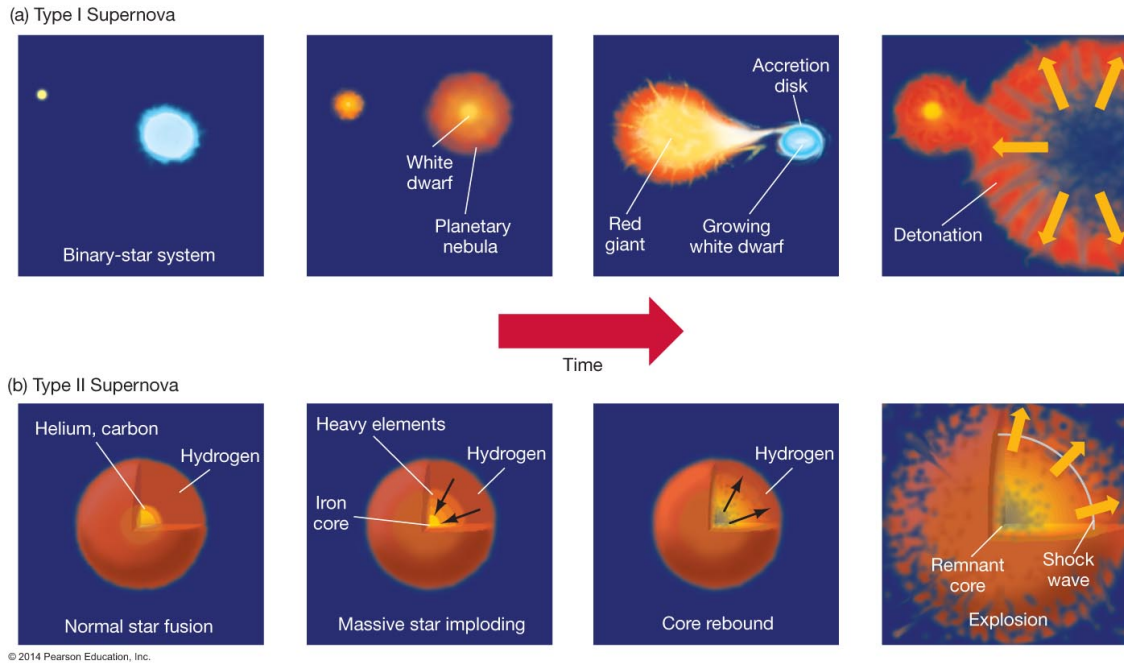 (a) Type I Supernova
Binary-star system
White
dwarf
Planetary
nebula
Accretion
disk
Red
giant
Growing
white dwarf
Detonation
Time
(b) Type II Supernova
Helium, carbon
Hydrogen
Normal star fusion
Heavy elements
Hydrogen
Iron
core
Massive star imploding
Hydrogen
Core rebound
Remnant
core
Shock
wave
Explosion
© 2014 Pearson Education, Inc.